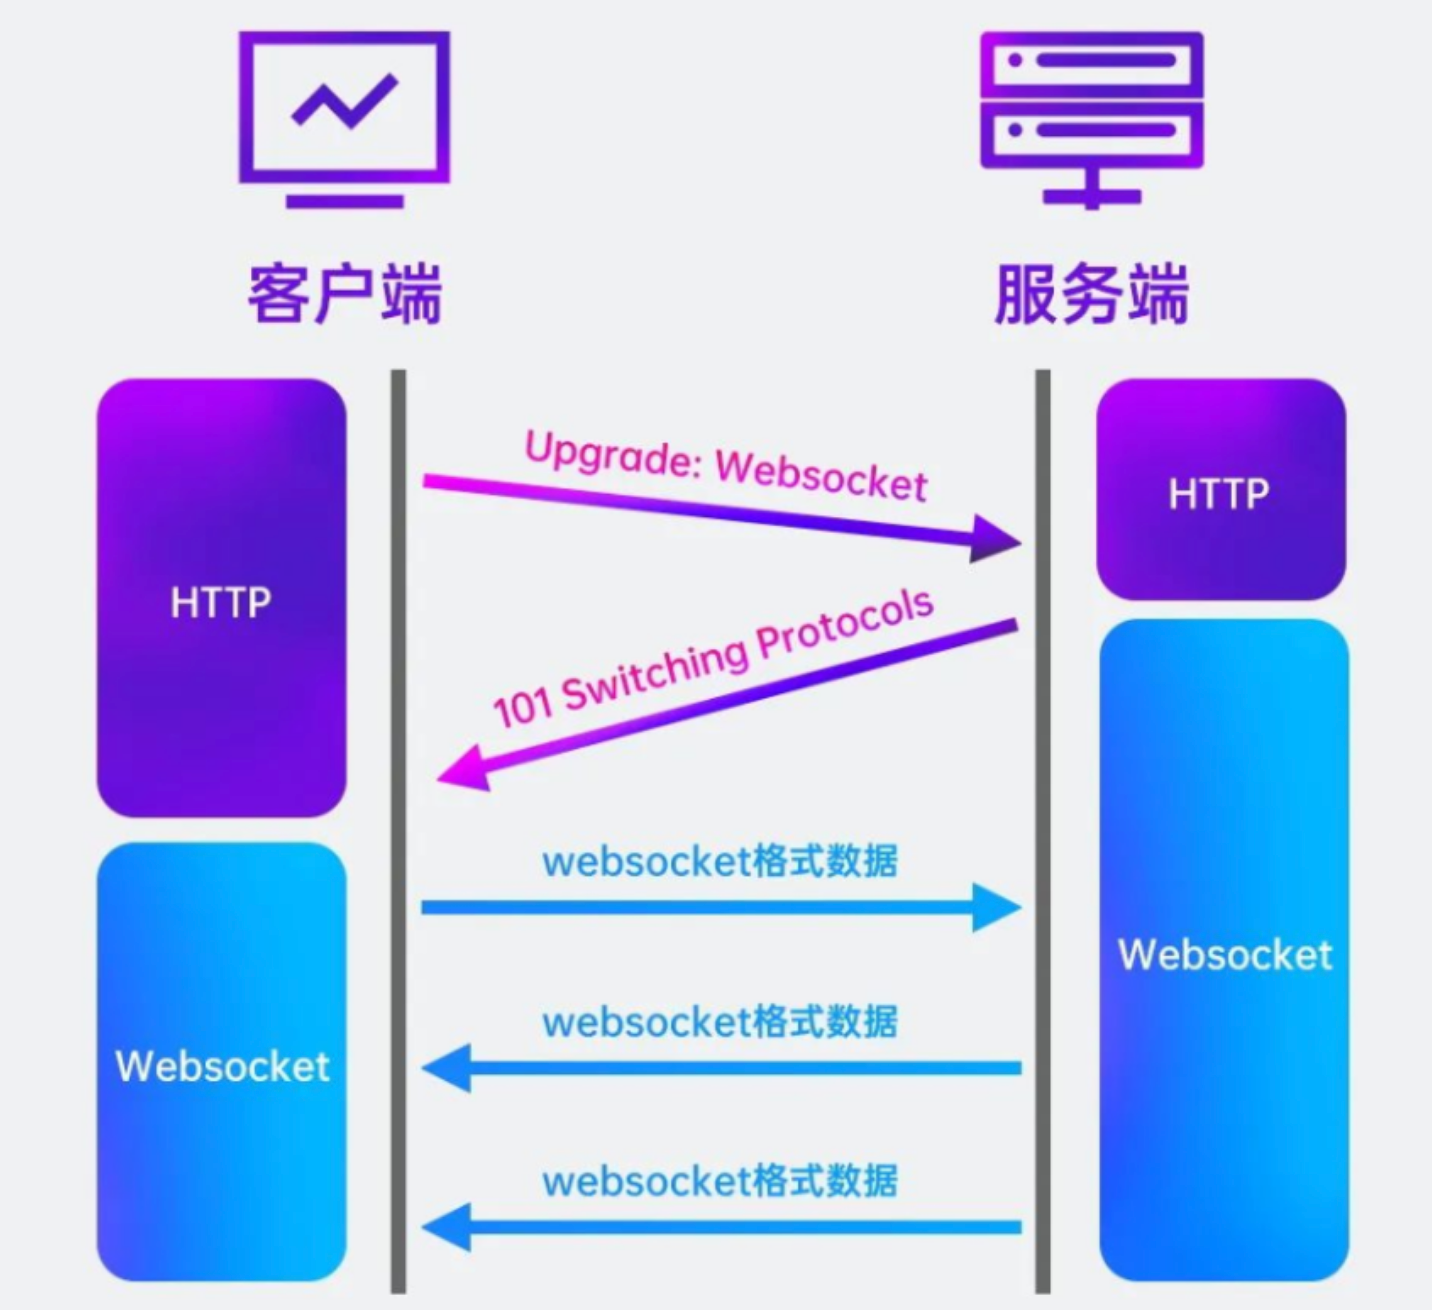 客户端
服务端
HTTP
Upgrade: Websocket
HTTP
101 Switching Protocols
websocket格式数据
Websocket
websocket格式数据
Websocket
websocket格式数据